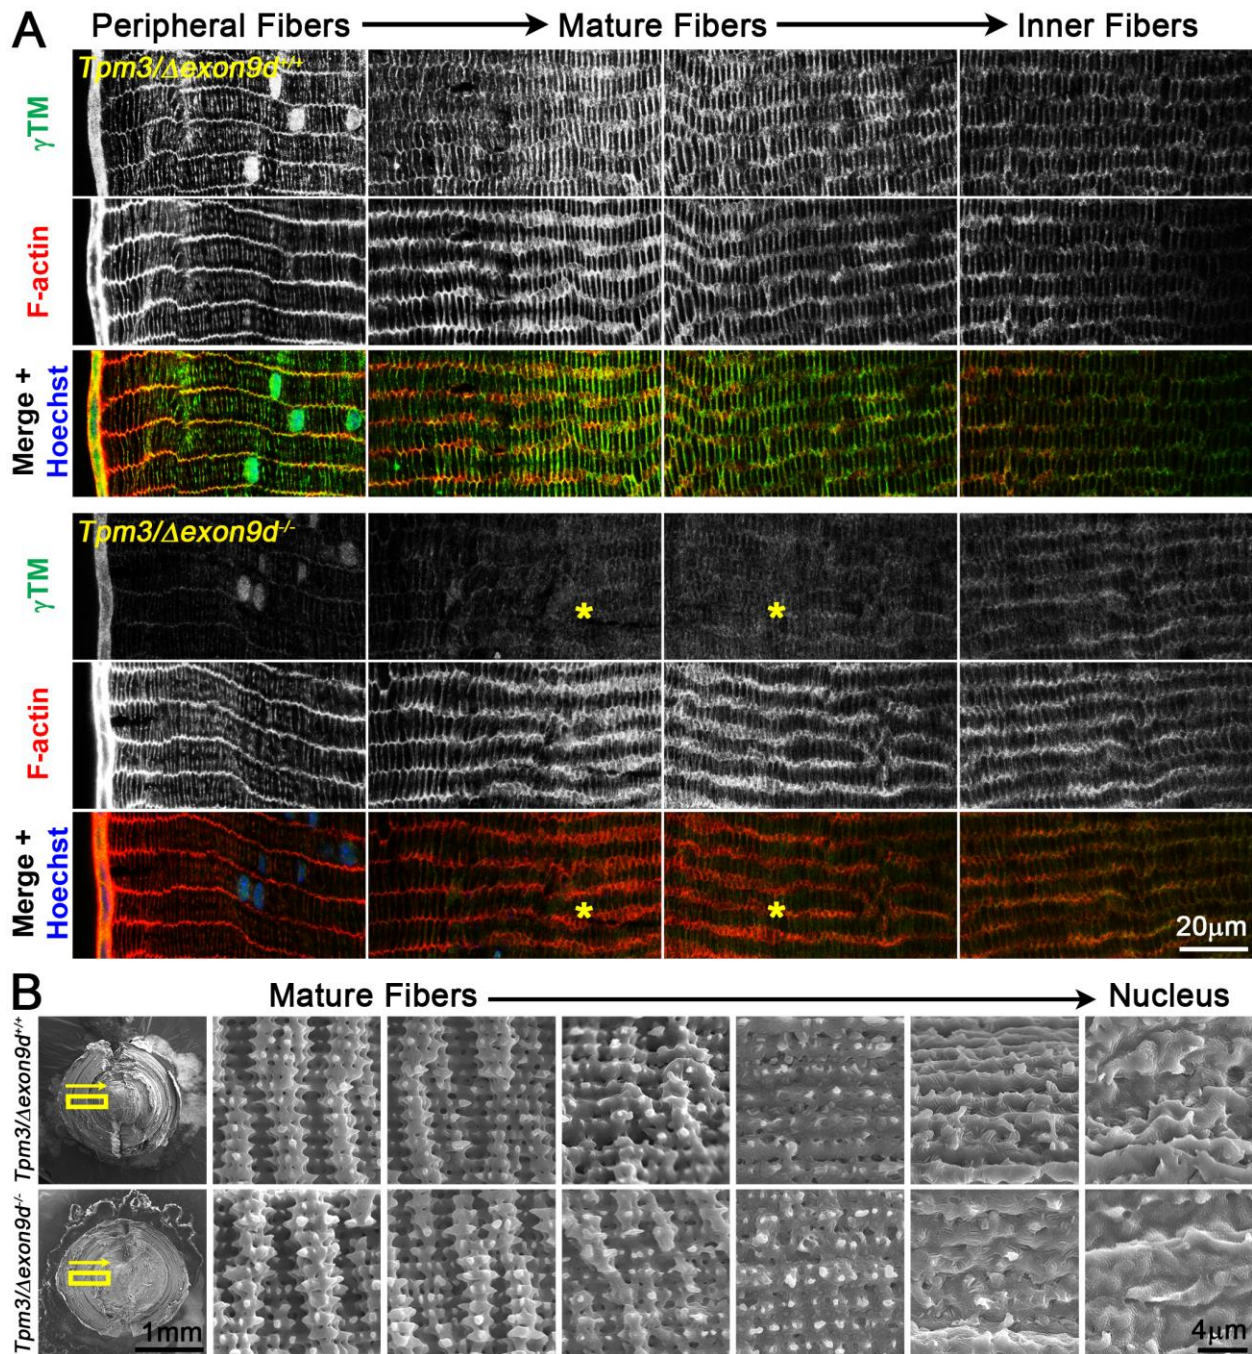 A
Peripheral Fibers Mature Fibers Inner Fibers
Tpm3/Δexon9d+/+
γTM
F-actin
Merge +
Hoechst
Tpm3/Δexon9d-/-
γTM
*
*
F-actin
Merge +
Hoechst
*
*
20μm
B
Mature Fibers Nucleus
Tpm3/Δexon9d+/+
Tpm3/Δexon9d-/-
1mm
4μm